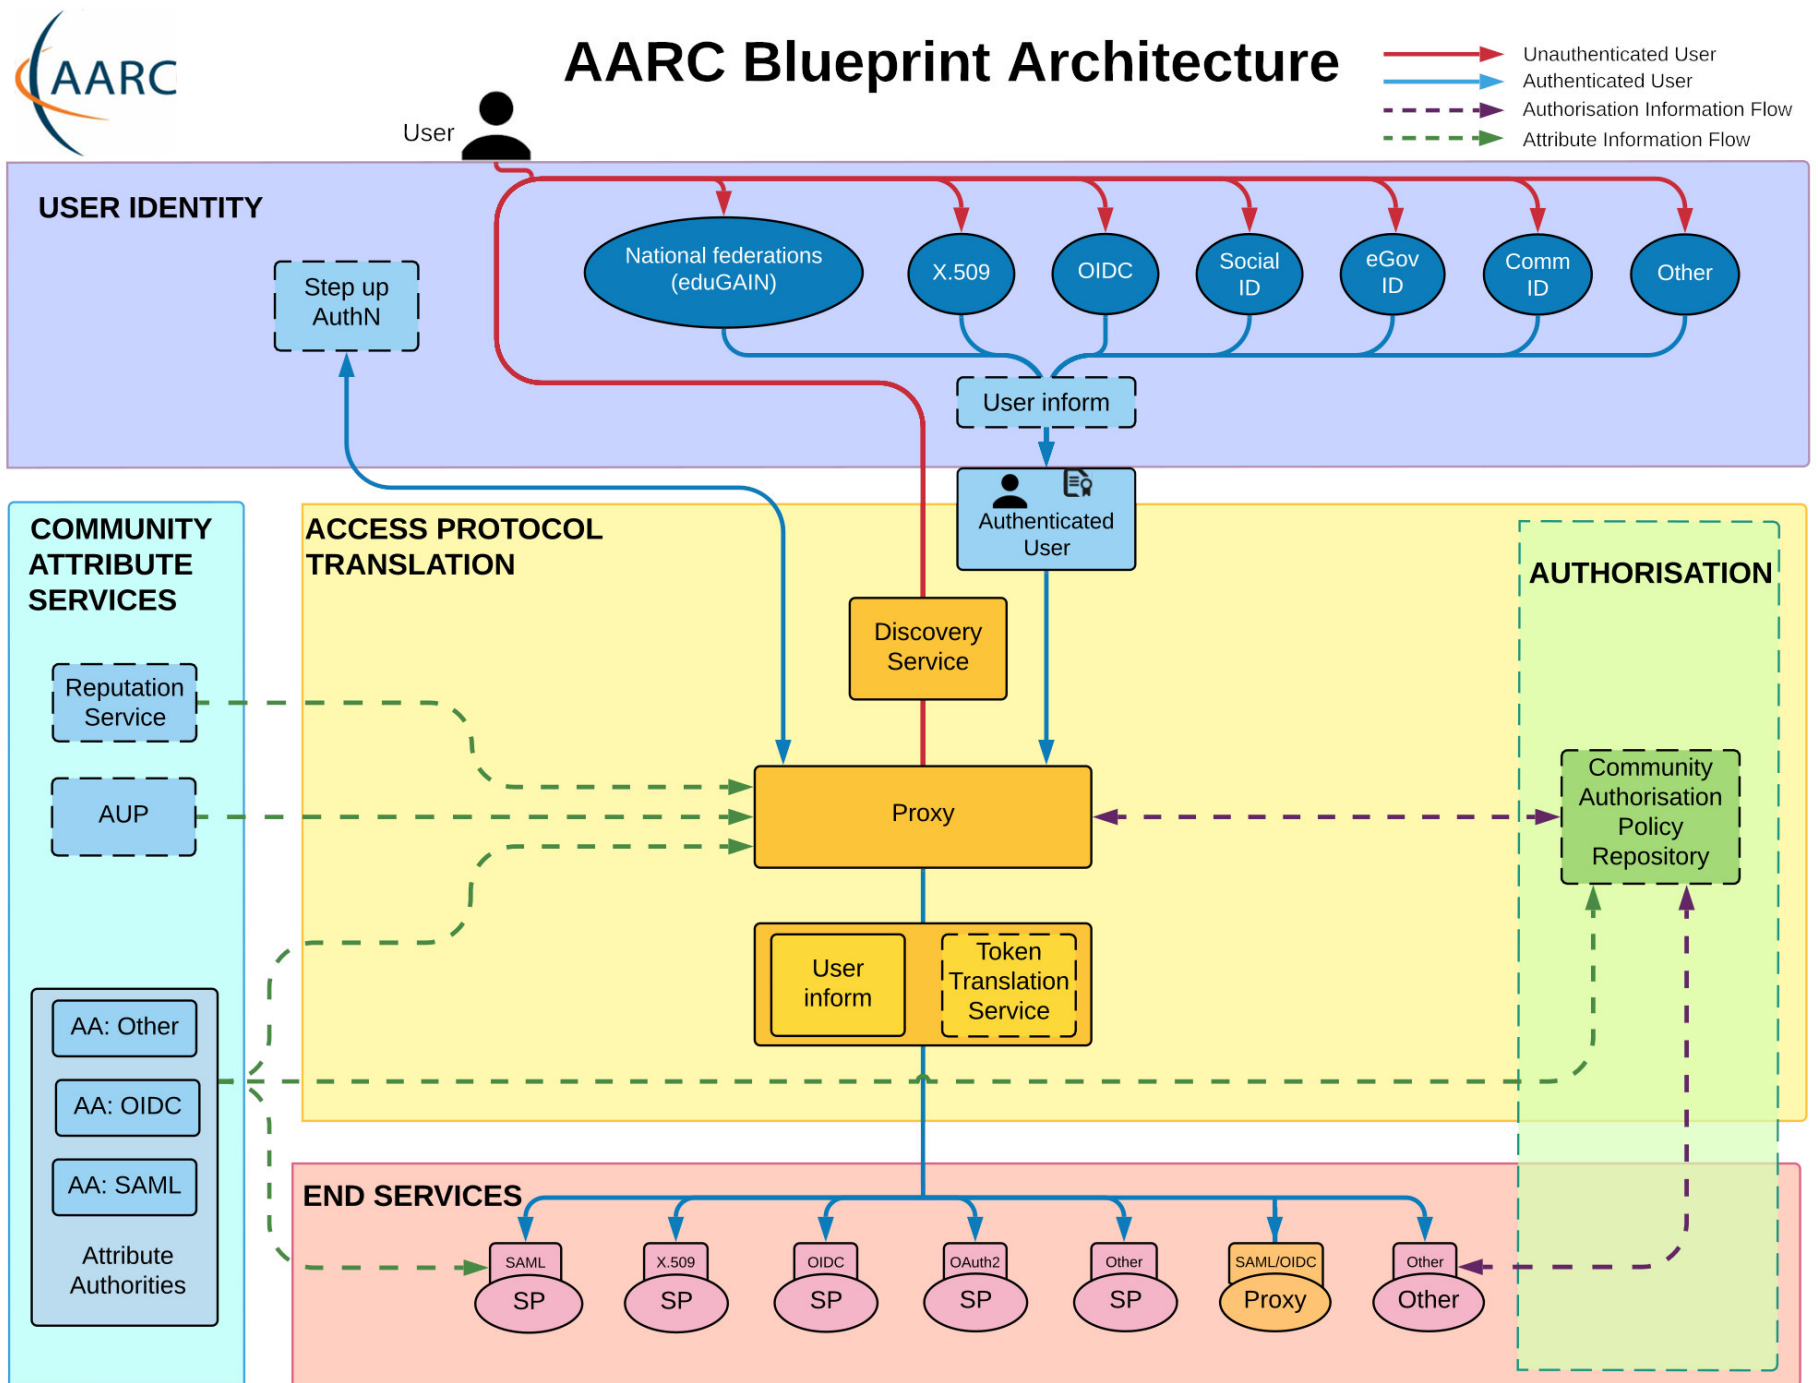 AARC
AARC Blueprint Architecture
Unauthenticated User
Authenticated User
Authorisation Information Flow
Attribute Information Flow
User
USER IDENTITY
Step up
AuthN
National federations
(eduGAIN)
X.509
OIDC
Social
ID
eGov
ID
Comm
ID
Other
User inform
Authenticated
User
COMMUNITY
ATTRIBUTE
SERVICES
Reputation
Service
AUP
AA: Other
AA: OIDC
AA: SAML
Attribute
Authorities
ACCESS PROTOCOL
TRANSLATION
Discovery
Service
Proxy
User
inform
Token
Translation
Service
AUTHORISATION
Community
Authorisation
Policy
Repository
END SERVICES
SAML
SP
X.509
SP
OIDC
SP
OAuth2
SP
Other
SP
SAML/OIDC
Proxy
Other
Other